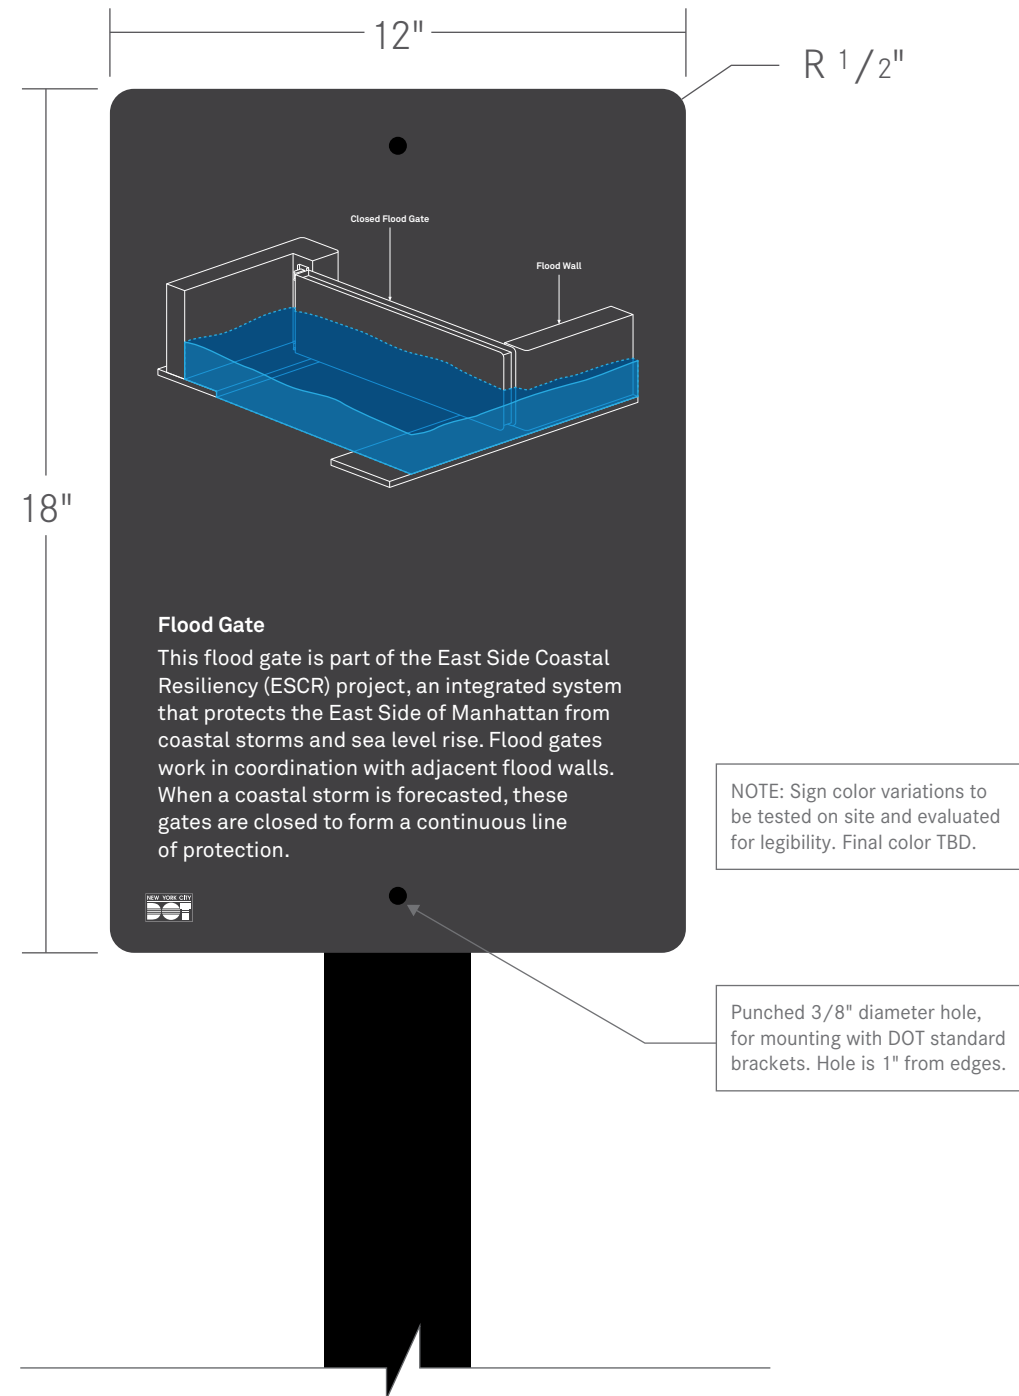 12"
R 1/2"
Closed Flood Gate
Flood Wall
18"
Flood Gate
This flood gate is part of the East Side Coastal
Resiliency (ESCR) project, an integrated system
that protects the East Side of Manhattan from
coastal storms and sea level rise. Flood gates
work in coordination with adjacent flood walls.
When a coastal storm is forecasted, these
gates are closed to form a continuous line
of protection.
NEW YORK CITY
DOT
NOTE: Sign color variations to
be tested on site and evaluated
for legibility. Final color TBD.
Punched 3/8" diameter hole,
for mounting with DOT standard
brackets. Hole is 1" from edges.